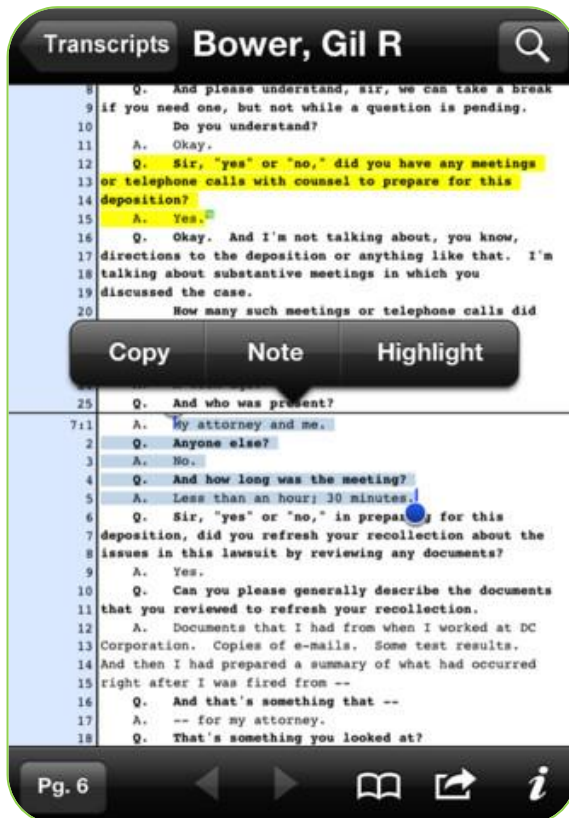 Transcripts
Bower, Gil R
8 Q. And please understand, sir, we can take a break
9 if you need one, but not while a question is pending.
10 Do you understand?
11 A. Okay.
12 Q. Sir, "yes" or "no," did you have any meetings
13 or telephone calls with counsel to prepare for this
14 deposition?
15 A. Yes.
16 Q. Okay. And I'm not talking about, you know,
17 directions to the deposition or anything like that. I'm
18 talking about substantive meetings in which you
19 discussed the case.
20 How many such meetings or telephone calls did
Copy Note Highlight
25 Q. And who was present?
7:1 A. My attorney and me.
2 Q. Anyone else?
3 A. No.
4 Q. And how long was the meeting?
5 A. Less than an hour; 30 minutes.
6 Q. Sir, "yes" or "no," in preparing for this
7 deposition, did you refresh your recollection about the
8 issues in this lawsuit by reviewing any documents?
9 A. Yes.
10 Q. Can you please generally describe the documents
11 that you reviewed to refresh your recollection.
12 A. Documents that I had from when I worked at DC
13 Corporation. Copies of e-mails. Some test results.
14 And then I had prepared a summary of what had occurred
15 right after I was fired from --
16 Q. And that's something that --
17 A. -- for my attorney.
18 Q. That's something you looked at?
Pg. 6